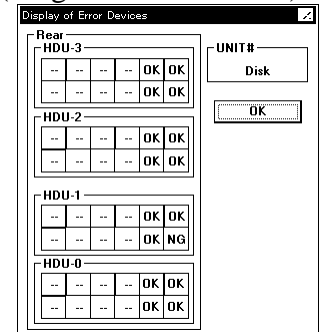 Display of Error Devices
Rear
HDU-3
-- -- -- -- OK OK
-- -- -- -- OK OK
HDU-2
-- -- -- -- OK OK
-- -- -- -- OK OK
HDU-1
-- -- -- -- OK OK
-- -- -- -- OK NG
HDU-0
-- -- -- -- OK OK
-- -- -- -- OK OK
UNIT#
Disk
OK